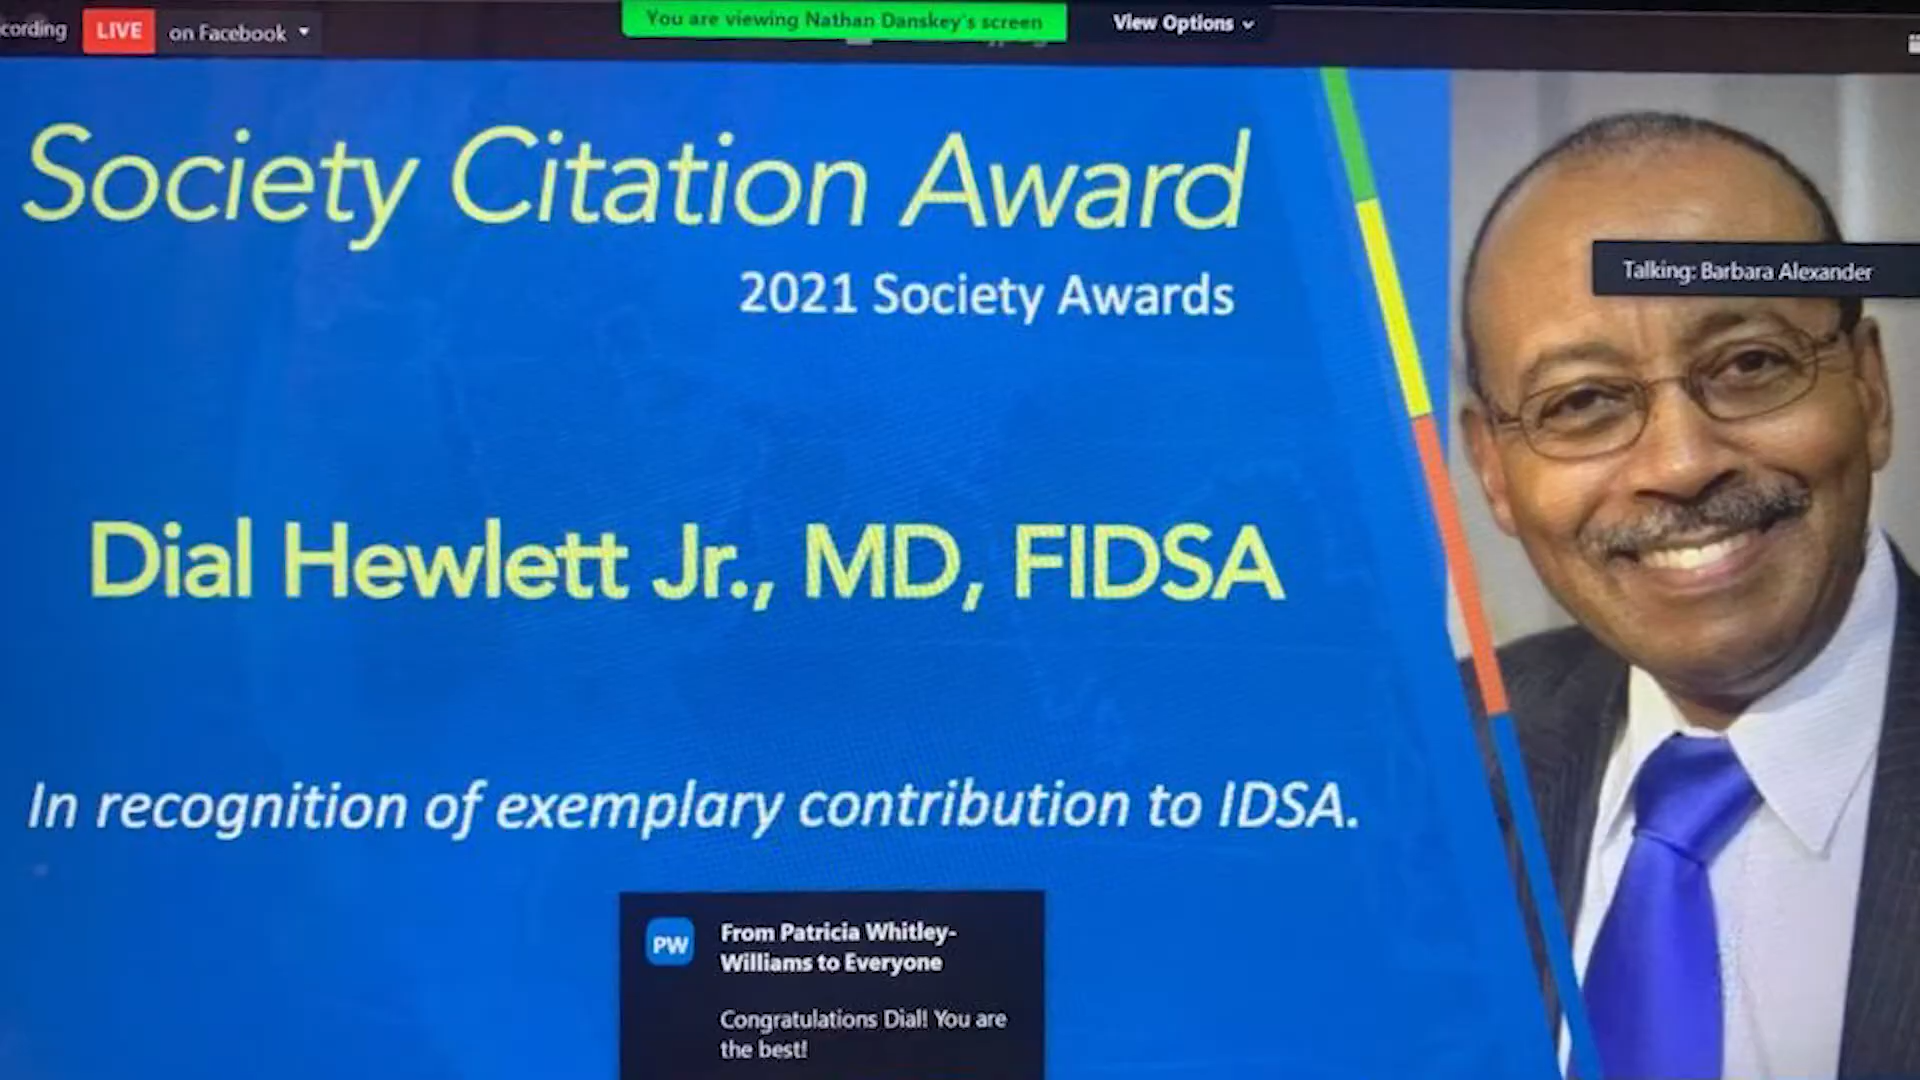 cording
LIVE on Facebook
You are viewing Nathan Danskey's screen
View Options
Society Citation Award
2021 Society Awards
Talking: Barbara Alexander
Dial Hewlett Jr., MD, FIDSA
In recognition of exemplary contribution to IDSA.
PW
From Patricia Whitley-
Williams to Everyone
Congratulations Dial! You are
the best!